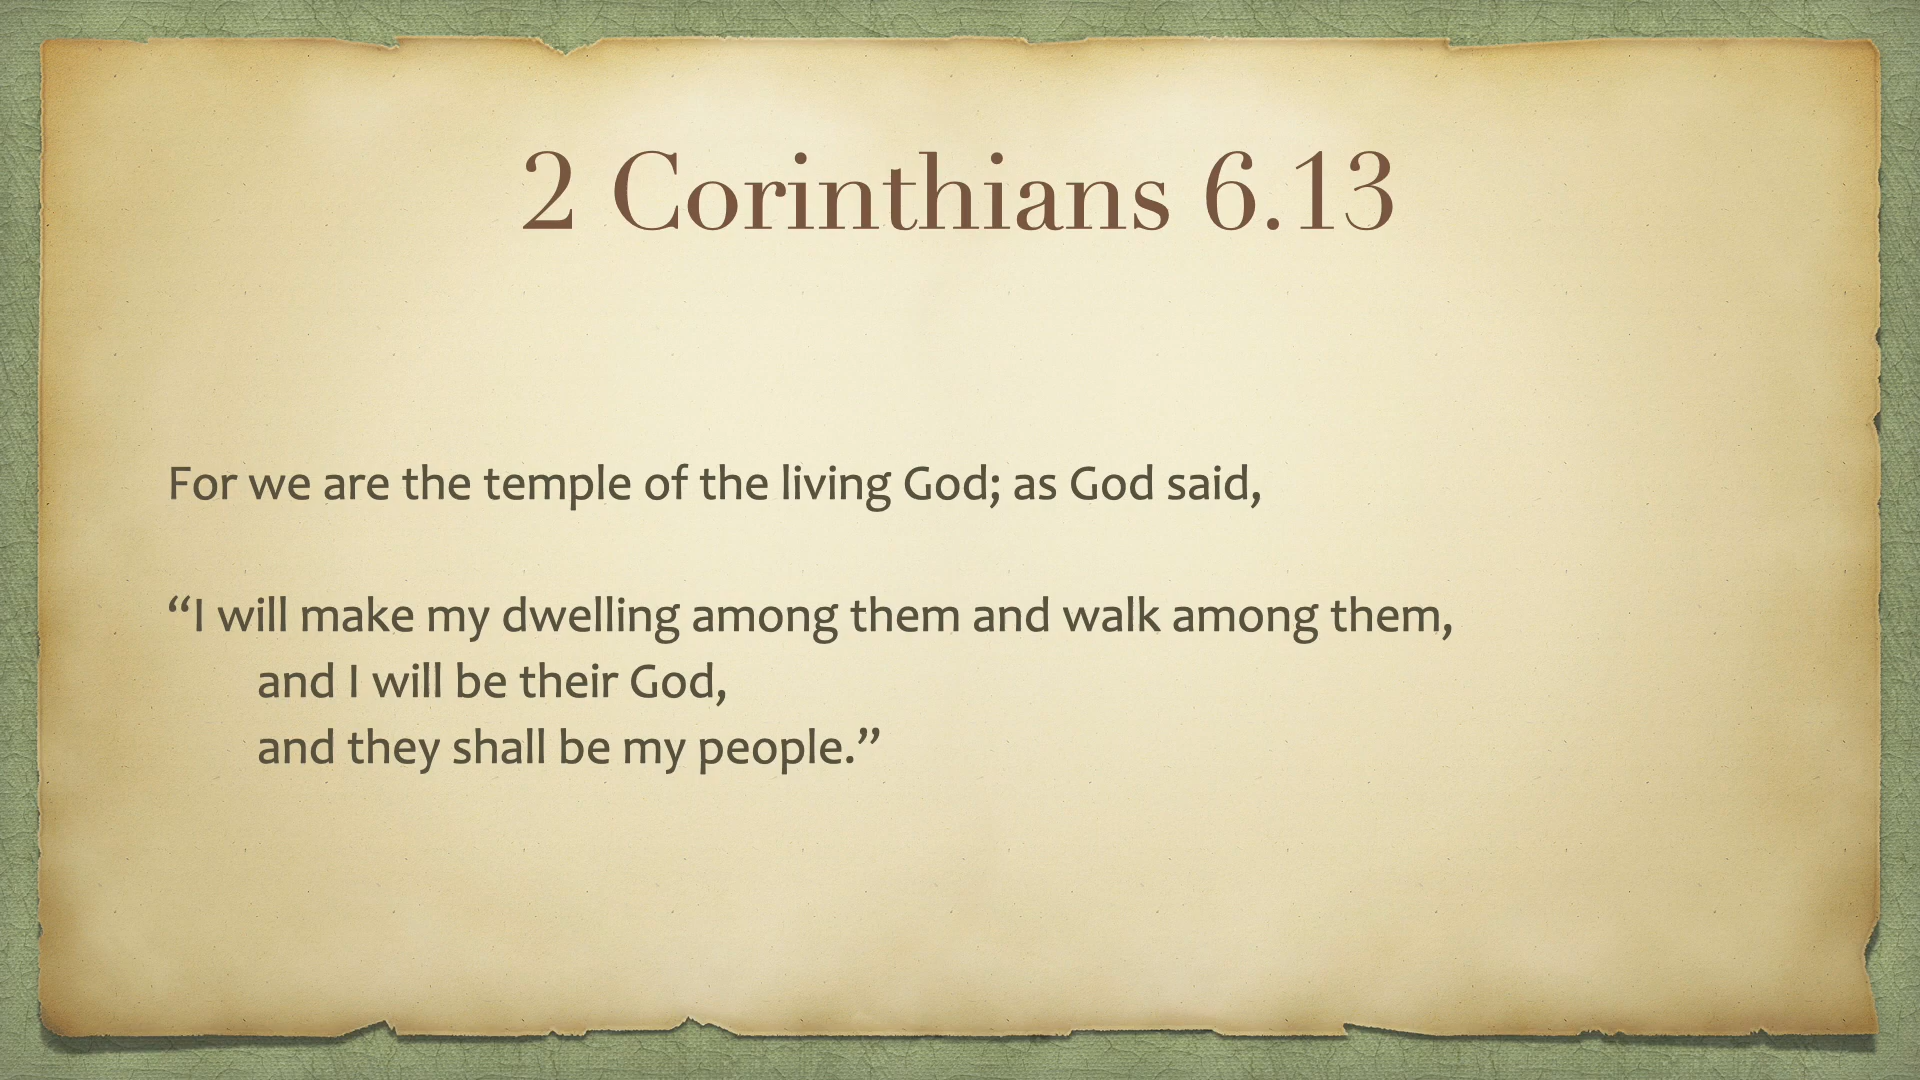 2 Corinthians 6.13
For we are the temple of the living God; as God said,
“I will make my dwelling among them and walk among them,
and I will be their God,
and they shall be my people.”